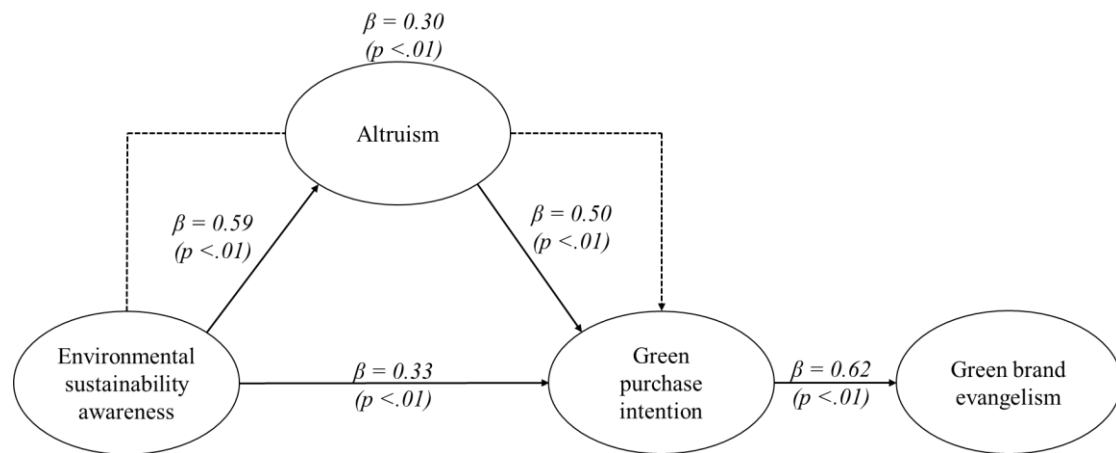 β = 0.30
(p <.01)
Altruism
β = 0.59
(p <.01)
β = 0.50
(p <.01)
Environmental
sustainability
awareness
β = 0.33
(p <.01)
Green
purchase
intention
β = 0.62
(p <.01)
Green brand
evangelism